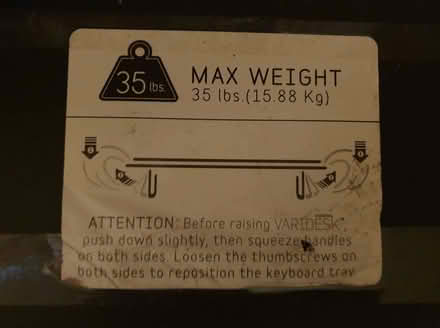 35 lbs.
MAX WEIGHT
35 lbs.(15.88 Kg)
ATTENTION: Before raising VARIDESK®,
push down slightly, then squeeze handles
on both sides. Loosen the thumbscrews on
both sides to reposition the keyboard tray